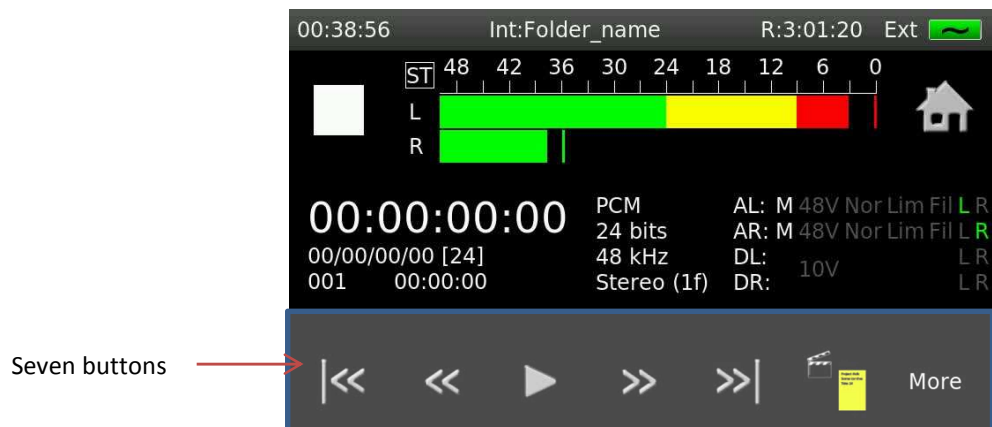 00:38:56 Int:Folder_name R:3:01:20 Ext
ST 48 42 36 30 24 18 12 6 0
L
R
00:00:00:00
00/00/00/00 [24]
001 00:00:00
PCM
24 bits
48 kHz
Stereo (1f)
AL: M 48V Nor Lim Fil L R
AR: M 48V Nor Lim Fil L R
DL: L R
10V
DR: L R
Seven buttons
|<< << >> >>| More